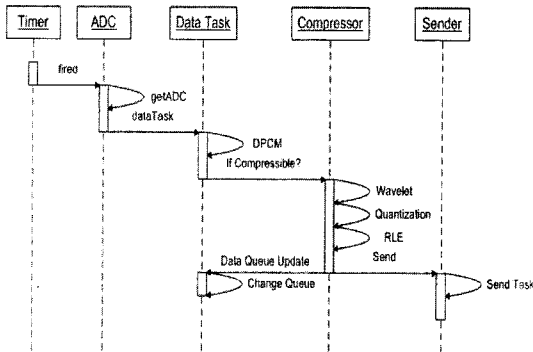 Timer ADC Data Task Compressor Sender
fired
getADC
dataTask
DPCM
If Compressible?
Wavelet
Quantization
RLE
Send
Data Queue Update
Change Queue
Send Task